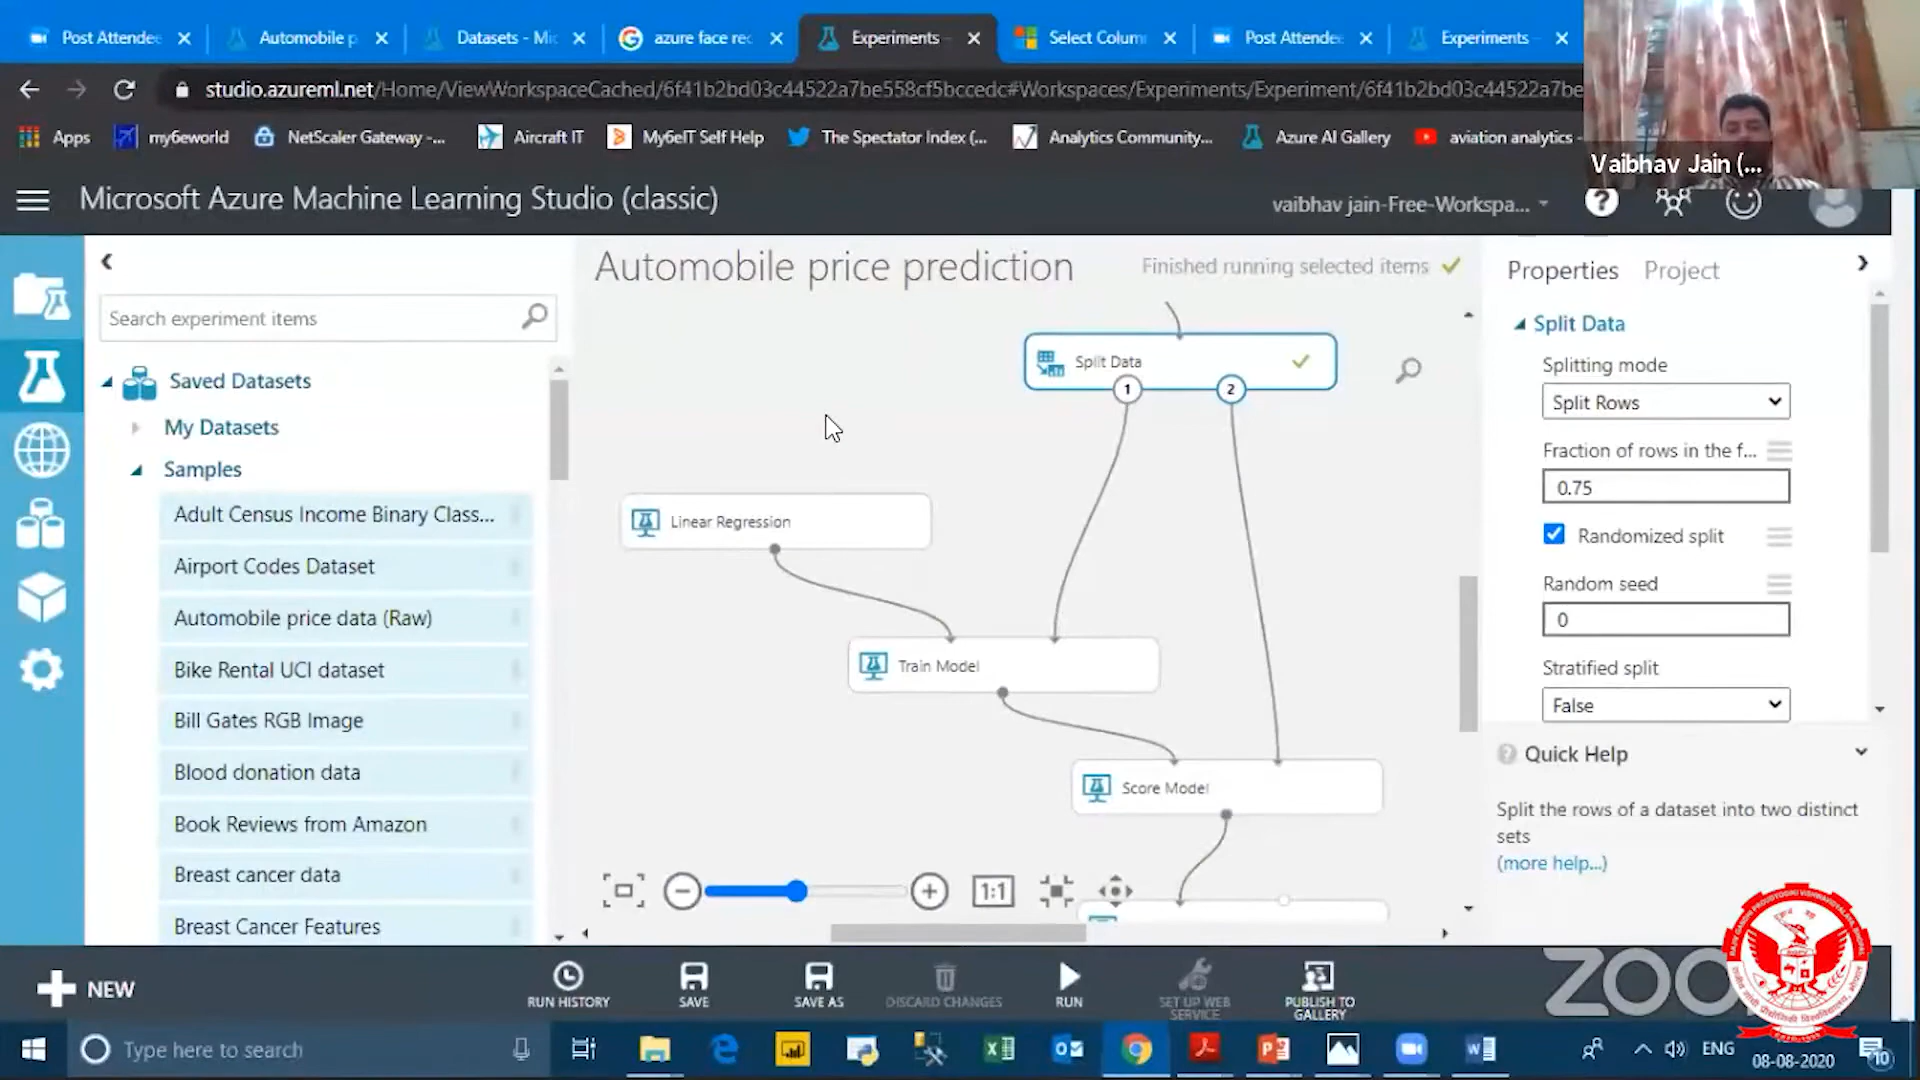 Post Attendee
Automobile p
Datasets - Mic
azure face rec
Experiments
Select Colum
Post Attendee
Experiments
studio.azureml.net/Home/ViewWorkspaceCached/6f41b2bd03c44522a7be558cf5bccedc#Workspaces/Experiments/Experiment/6f41b2bd03c44522a7be
Apps
my6eworld
NetScaler Gateway -...
Aircraft IT
My6eIT Self Help
The Spectator Index (...
Analytics Community...
Azure AI Gallery
aviation analytics -
Vaibhav Jain (...
Microsoft Azure Machine Learning Studio (classic)
vaibhav jain-Free-Workspa...
?
Automobile price prediction
Finished running selected items
Properties
Project
Search experiment items
Saved Datasets
My Datasets
Samples
Adult Census Income Binary Class...
Airport Codes Dataset
Automobile price data (Raw)
Bike Rental UCI dataset
Bill Gates RGB Image
Blood donation data
Book Reviews from Amazon
Breast cancer data
Breast Cancer Features
Split Data
1
2
Linear Regression
Train Model
Score Model
1:1
Split Data
Splitting mode
Split Rows
Fraction of rows in the f...
0.75
Randomized split
Random seed
0
Stratified split
False
Quick Help
Split the rows of a dataset into two distinct
sets
(more help...)
NEW
RUN HISTORY
SAVE
SAVE AS
DISCARD CHANGES
RUN
SET UP WEB
SERVICE
PUBLISH TO
GALLERY
Type here to search
ENG
08-08-2020
10